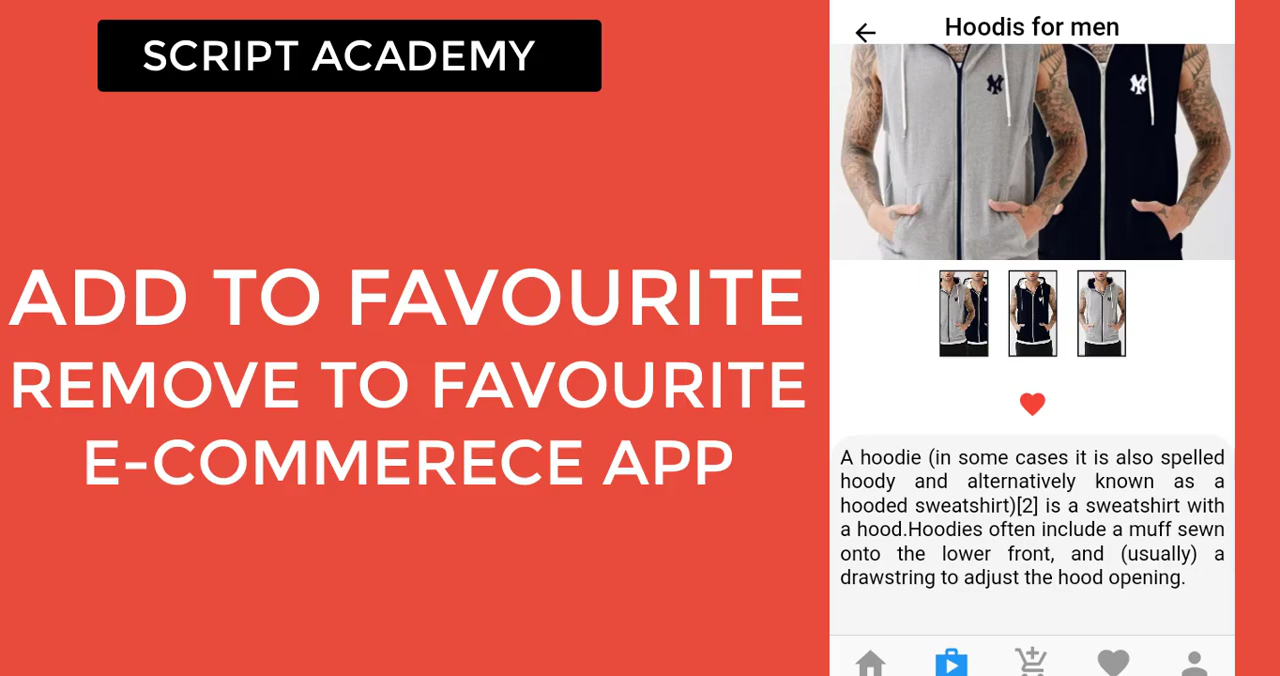 SCRIPT ACADEMY
ADD TO FAVOURITE
REMOVE TO FAVOURITE
E-COMMERECE APP
Hoodis for men
NY
NY
A hoodie (in some cases it is also spelled
hoody and alternatively known as a
hooded sweatshirt)[2] is a sweatshirt with
a hood.Hoodies often include a muff sewn
onto the lower front, and (usually) a
drawstring to adjust the hood opening.